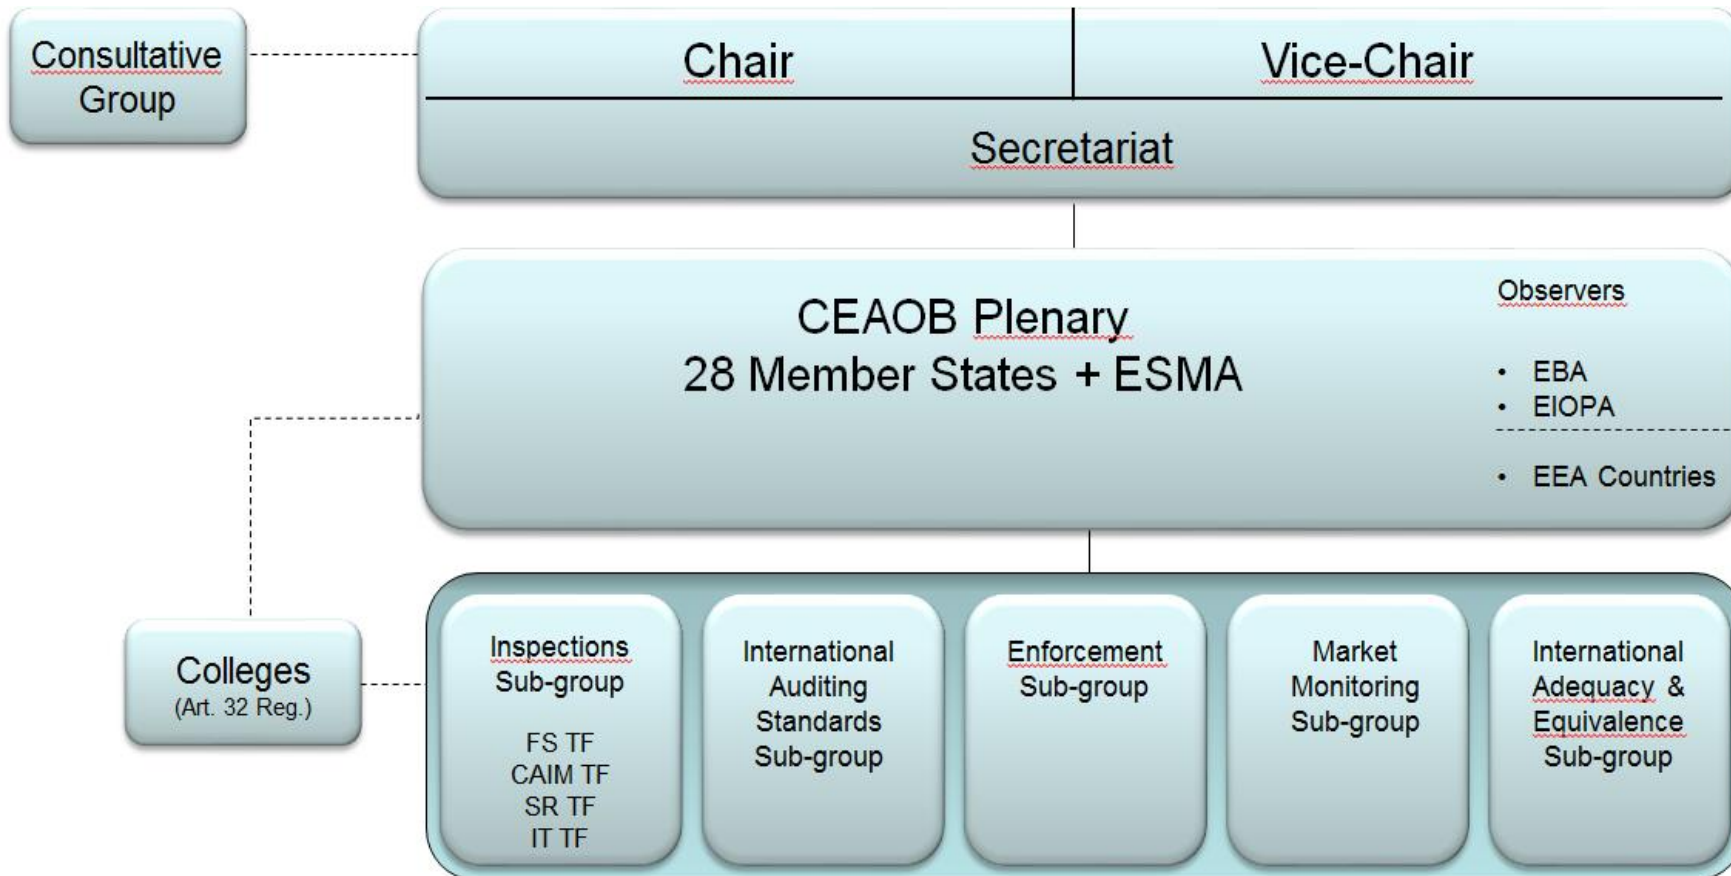 Consultative
Group
Chair
Vice-Chair
Secretariat
CEAOB Plenary
28 Member States + ESMA
Observers
• EBA
• EIOPA
• EEA Countries
Colleges
(Art. 32 Reg.)
Inspections
Sub-group
FS TF
CAIM TF
SR TF
IT TF
International
Auditing
Standards
Sub-group
Enforcement
Sub-group
Market
Monitoring
Sub-group
International
Adequacy &
Equivalence
Sub-group